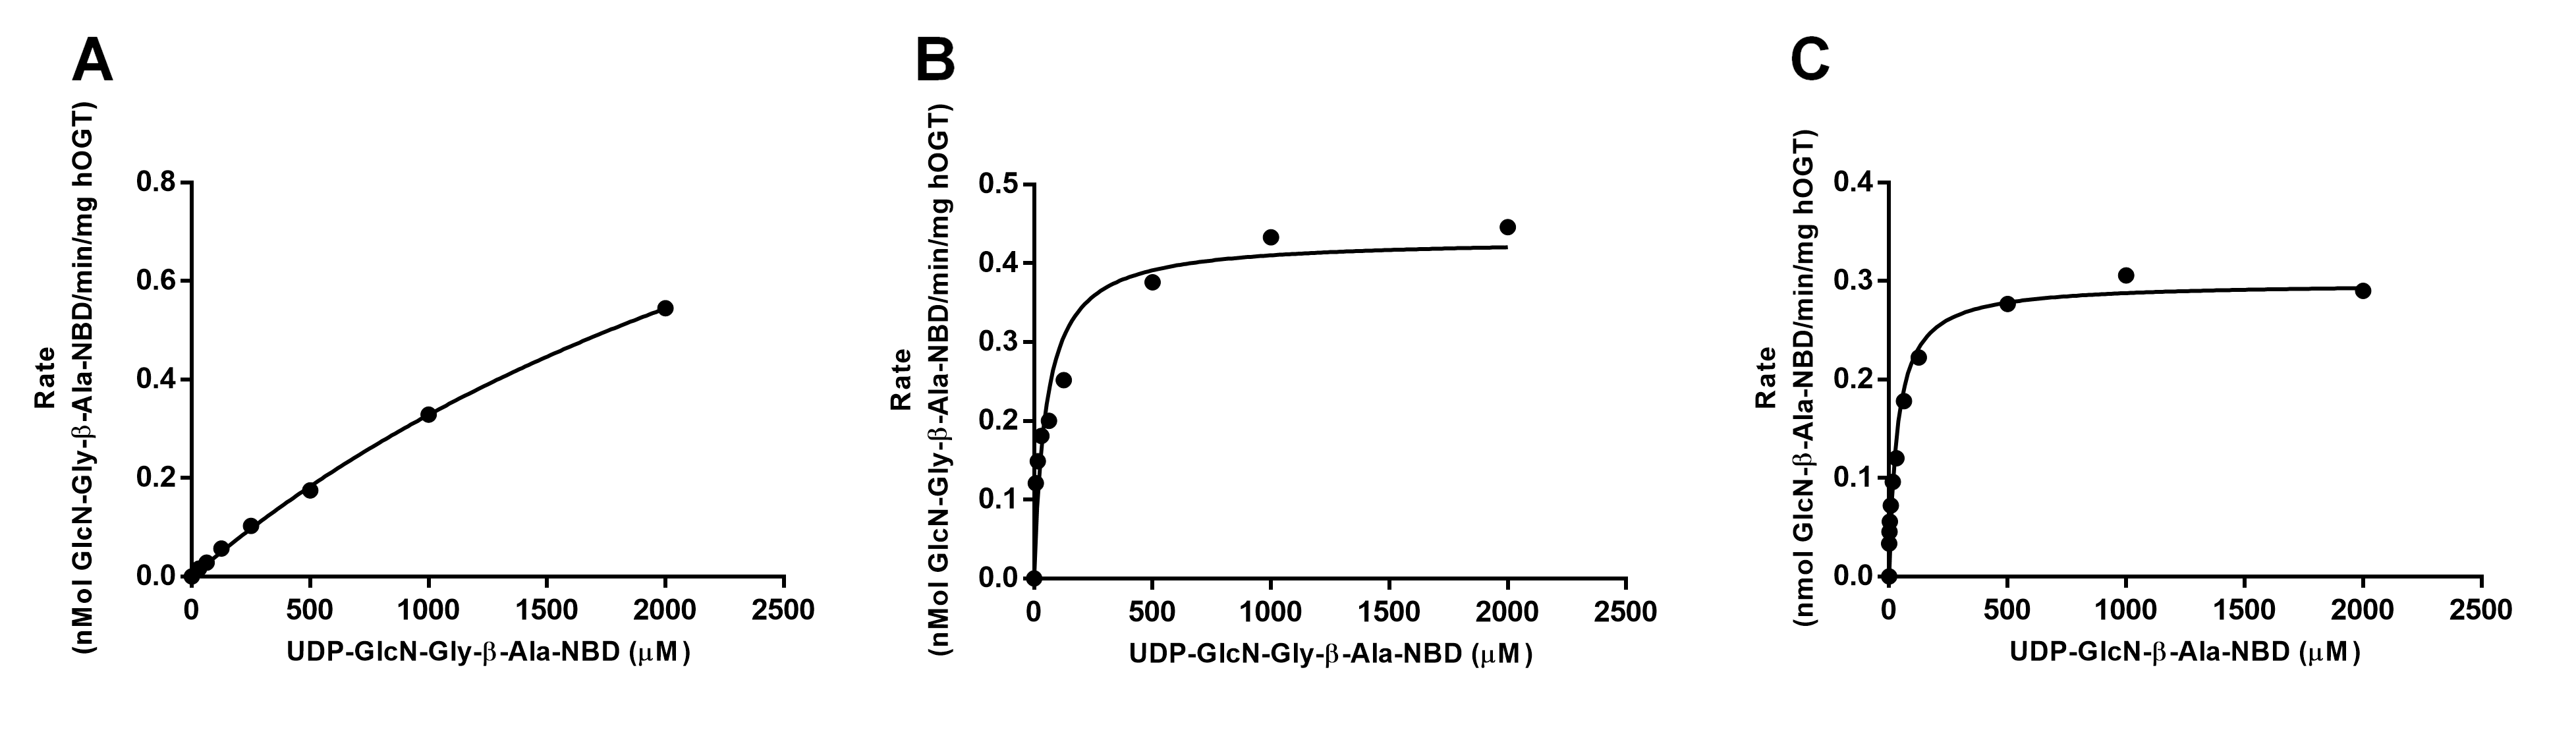 A
Rate
(nMol GlcN-Gly-β-Ala-NBD/min/mg hOGT)
0.8
0.6
0.4
0.2
0.0
0 500 1000 1500 2000 2500
UDP-GlcN-Gly-β-Ala-NBD (μM)
B
Rate
(nMol GlcN-Gly-β-Ala-NBD/min/mg hOGT)
0.5
0.4
0.3
0.2
0.1
0.0
0 500 1000 1500 2000 2500
UDP-GlcN-Gly-β-Ala-NBD (μM)
C
Rate
(nmol GlcN-β-Ala-NBD/min/mg hOGT)
0.4
0.3
0.2
0.1
0.0
0 500 1000 1500 2000 2500
UDP-GlcN-β-Ala-NBD (μM)